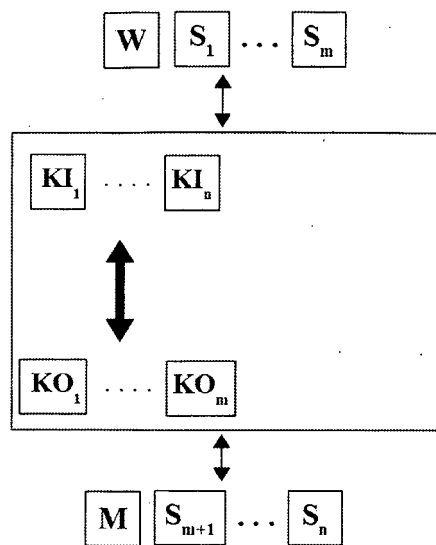 W S₁ ... Sₘ
KI₁ .... KIₙ
KO₁ .... KOₘ
M Sₘ₊₁ ... Sₙ